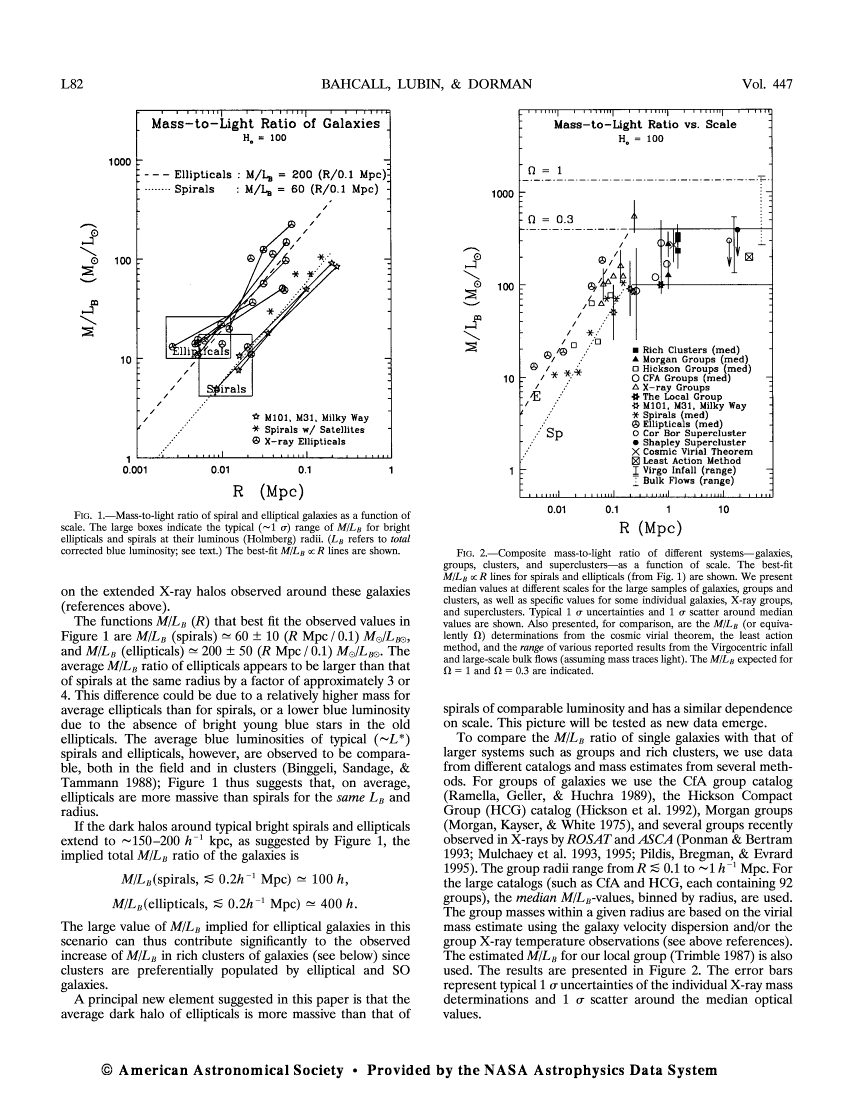 L82
BAHCALL, LUBIN, & DORMAN
Vol. 447
Mass-to-Light Ratio of Galaxies
H₀ = 100
Ellipticals : M/L_B = 200 (R/0.1 Mpc)
Spirals : M/L_B = 60 (R/0.1 Mpc)
1000
100
10
1
M/L_B (M⊙/L⊙)
Ellipticals
Spirals
M101, M31, Milky Way
Spirals w/ Satellites
X-ray Ellipticals
0.001
0.01
0.1
1
R (Mpc)
FIG. 1.—Mass-to-light ratio of spiral and elliptical galaxies as a function of
scale. The large boxes indicate the typical (~1 σ) range of M/L_B for bright
ellipticals and spirals at their luminous (Holmberg) radii. (L_B refers to total
corrected blue luminosity; see text.) The best-fit M/L_B ∝ R lines are shown.
on the extended X-ray halos observed around these galaxies
(references above).
The functions M/L_B (R) that best fit the observed values in
Figure 1 are M/L_B (spirals) ≃ 60 ± 10 (R Mpc / 0.1) M⊙/L_B⊙,
and M/L_B (ellipticals) ≃ 200 ± 50 (R Mpc / 0.1) M⊙/L_B⊙. The
average M/L_B ratio of ellipticals appears to be larger than that
of spirals at the same radius by a factor of approximately 3 or
4. This difference could be due to a relatively higher mass for
average ellipticals than for spirals, or a lower blue luminosity
due to the absence of bright young blue stars in the old
ellipticals. The average blue luminosities of typical (~L*)
spirals and ellipticals, however, are observed to be compara-
ble, both in the field and in clusters (Binggeli, Sandage, &
Tammann 1988); Figure 1 thus suggests that, on average,
ellipticals are more massive than spirals for the same L_B and
radius.
If the dark halos around typical bright spirals and ellipticals
extend to ~150–200 h⁻¹ kpc, as suggested by Figure 1, the
implied total M/L_B ratio of the galaxies is
M/L_B(spirals, ≲ 0.2h⁻¹ Mpc) ≃ 100 h,
M/L_B(ellipticals, ≲ 0.2h⁻¹ Mpc) ≃ 400 h.
The large value of M/L_B implied for elliptical galaxies in this
scenario can thus contribute significantly to the observed
increase of M/L_B in rich clusters of galaxies (see below) since
clusters are preferentially populated by elliptical and SO
galaxies.
A principal new element suggested in this paper is that the
average dark halo of ellipticals is more massive than that of
Mass-to-Light Ratio vs. Scale
H₀ = 100
Ω = 1
Ω = 0.3
1000
100
10
1
M/L_B (M⊙/L⊙)
E
Sp
Rich Clusters (med)
Morgan Groups (med)
Hickson Groups (med)
CFA Groups (med)
X-ray Groups
The Local Group
M101, M31, Milky Way
Spirals (med)
Ellipticals (med)
Cor Bor Supercluster
Shapley Supercluster
Cosmic Virial Theorem
Least Action Method
Virgo Infall (range)
Bulk Flows (range)
0.01
0.1
1
10
R (Mpc)
FIG. 2.—Composite mass-to-light ratio of different systems—galaxies,
groups, clusters, and superclusters—as a function of scale. The best-fit
M/L_B ∝ R lines for spirals and ellipticals (from Fig. 1) are shown. We present
median values at different scales for the large samples of galaxies, groups and
clusters, as well as specific values for some individual galaxies, X-ray groups,
and superclusters. Typical 1 σ uncertainties and 1 σ scatter around median
values are shown. Also presented, for comparison, are the M/L_B (or equiva-
lently Ω) determinations from the cosmic virial theorem, the least action
method, and the range of various reported results from the Virgocentric infall
and large-scale bulk flows (assuming mass traces light). The M/L_B expected for
Ω = 1 and Ω = 0.3 are indicated.
spirals of comparable luminosity and has a similar dependence
on scale. This picture will be tested as new data emerge.
To compare the M/L_B ratio of single galaxies with that of
larger systems such as groups and rich clusters, we use data
from different catalogs and mass estimates from several meth-
ods. For groups of galaxies we use the CfA group catalog
(Ramella, Geller, & Huchra 1989), the Hickson Compact
Group (HCG) catalog (Hickson et al. 1992), Morgan groups
(Morgan, Kayser, & White 1975), and several groups recently
observed in X-rays by ROSAT and ASCA (Ponman & Bertram
1993; Mulchaey et al. 1993, 1995; Pildis, Bregman, & Evrard
1995). The group radii range from R ≲ 0.1 to ~1 h⁻¹ Mpc. For
the large catalogs (such as CfA and HCG, each containing 92
groups), the median M/L_B-values, binned by radius, are used.
The group masses within a given radius are based on the virial
mass estimate using the galaxy velocity dispersion and/or the
group X-ray temperature observations (see above references).
The estimated M/L_B for our local group (Trimble 1987) is also
used. The results are presented in Figure 2. The error bars
represent typical 1 σ uncertainties of the individual X-ray mass
determinations and 1 σ scatter around the median optical
values.
© American Astronomical Society • Provided by the NASA Astrophysics Data System